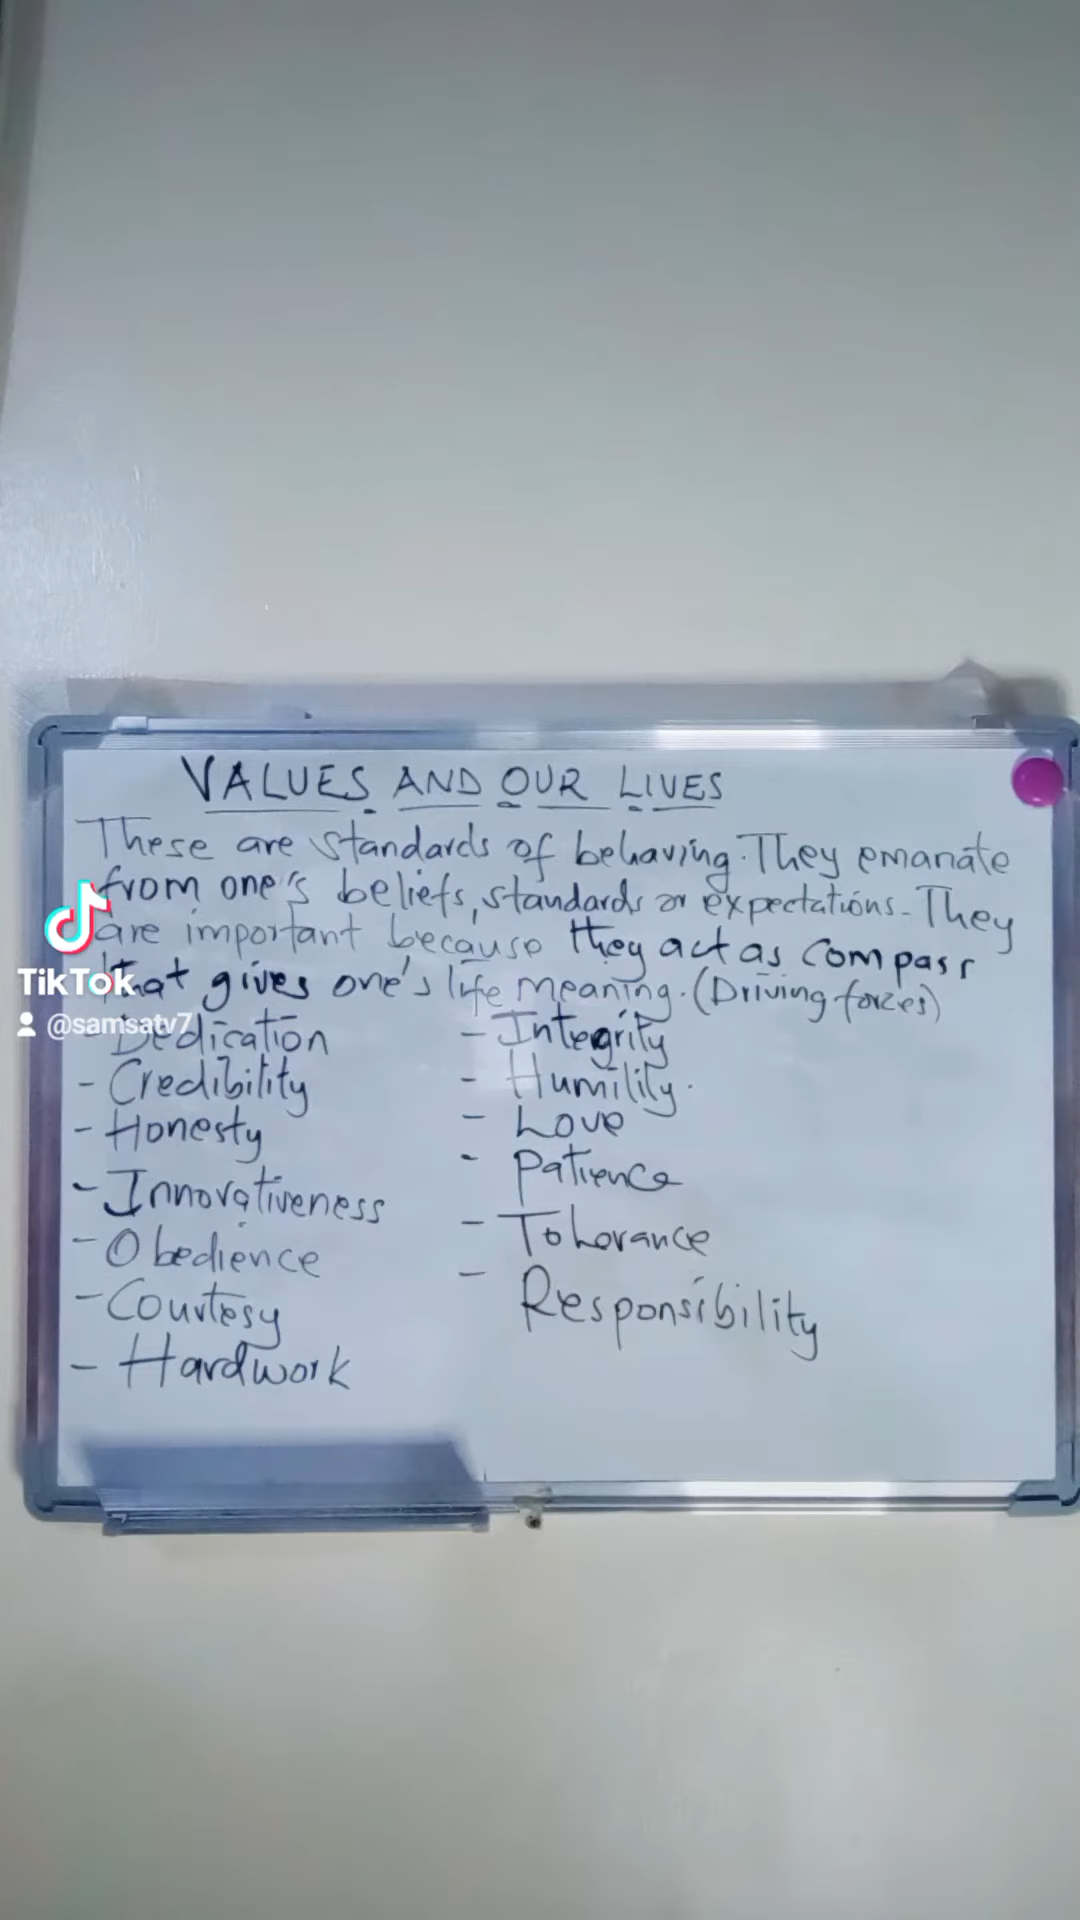 VALUES AND OUR LIVES
These are standards of behaving. They emanate
from one's beliefs, standards or expectations. They
are important because they act as compass
that gives one's life meaning. (Driving forces)
- Dedication
- Credibility
- Honesty
- Innovativeness
- Obedience
- Courtesy
- Hardwork
- Integrity
- Humility.
- Love
- Patience
- Tolerance
- Responsibility
TikTok
@samsatv7